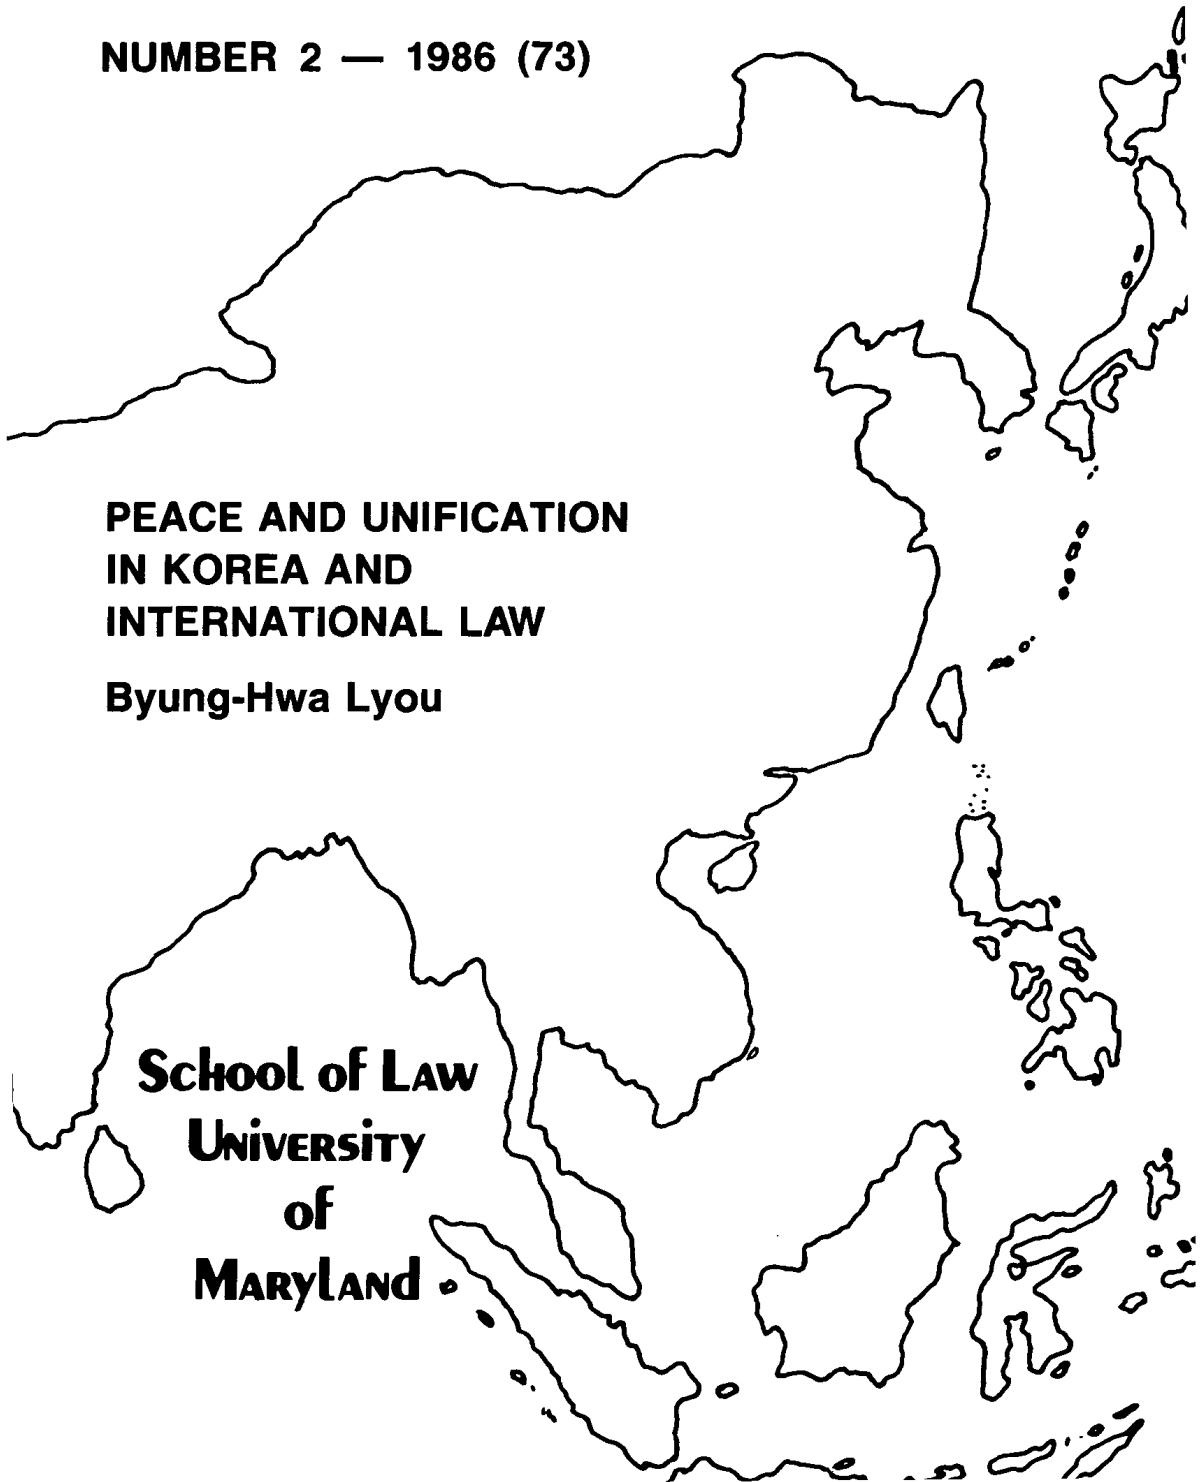 NUMBER 2 — 1986 (73)
PEACE AND UNIFICATION
IN KOREA AND
INTERNATIONAL LAW
Byung-Hwa Lyou
School of Law
University
of
Maryland